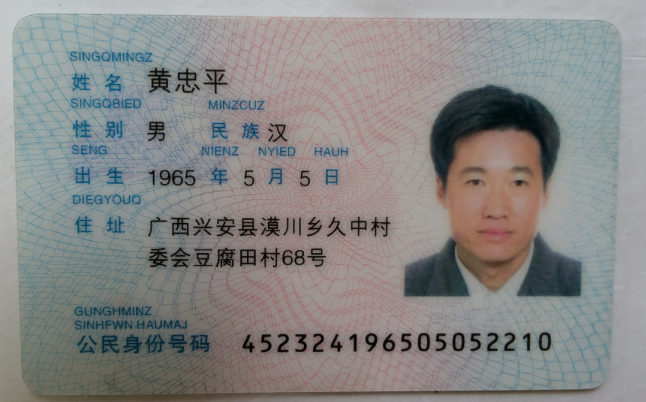 SINGQMINGZ
姓名 黄忠平
SINGQBIED MINZCUZ
性别 男 民族 汉
SENG NIENZ NYIED HAUH
出生 1965 年 5 月 5 日
DIEGYOUQ
住址 广西兴安县漠川乡久中村
委会豆腐田村68号
GUNGHMINZ
SINHFWN HAUMAJ
公民身份号码 452324196505052210